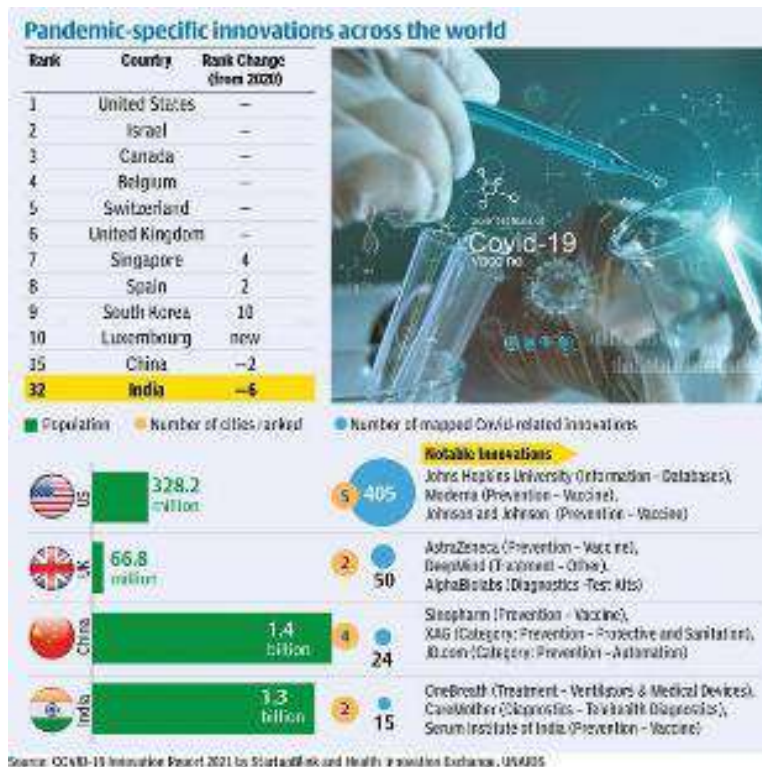 Pandemic-specific innovations across the world
Rank Country Rank Change
(from 2020)
1 United States –
2 Israel –
3 Canada –
4 Belgium –
5 Switzerland –
6 United Kingdom –
7 Singapore 4
8 Spain 2
9 South Korea 10
10 Luxembourg new
China –2
32 India –6
Covid-19
Vaccine
Population Number of cities ranked Number of mapped Covid-related innovations
Notable Innovations
US
328.2
million
5 405
Johns Hopkins University (Information - Databases),
Moderna (Prevention - Vaccine),
Johnson and Johnson (Prevention - Vaccine)
UK
66.8
million
2
50
AstraZeneca (Prevention - Vaccine),
DeepMind (Treatment - Other),
AlphaBiolabs (Diagnostics -Test Kits)
China
1.4
billion
4
24
Sinopharm (Prevention - Vaccine),
XAG (Category: Prevention - Protective and Sanitation),
JD.com (Category: Prevention - Automation)
India
1.3
billion
2
15
OneBreath (Treatment - Ventilators & Medical Devices),
CareMother (Diagnostics - Telehealth Diagnostics),
Serum Institute of India (Prevention - Vaccine)
Source: COVID-19 Innovation Report 2021 by StartupBlink and Health Innovation Exchange, UNAIDS